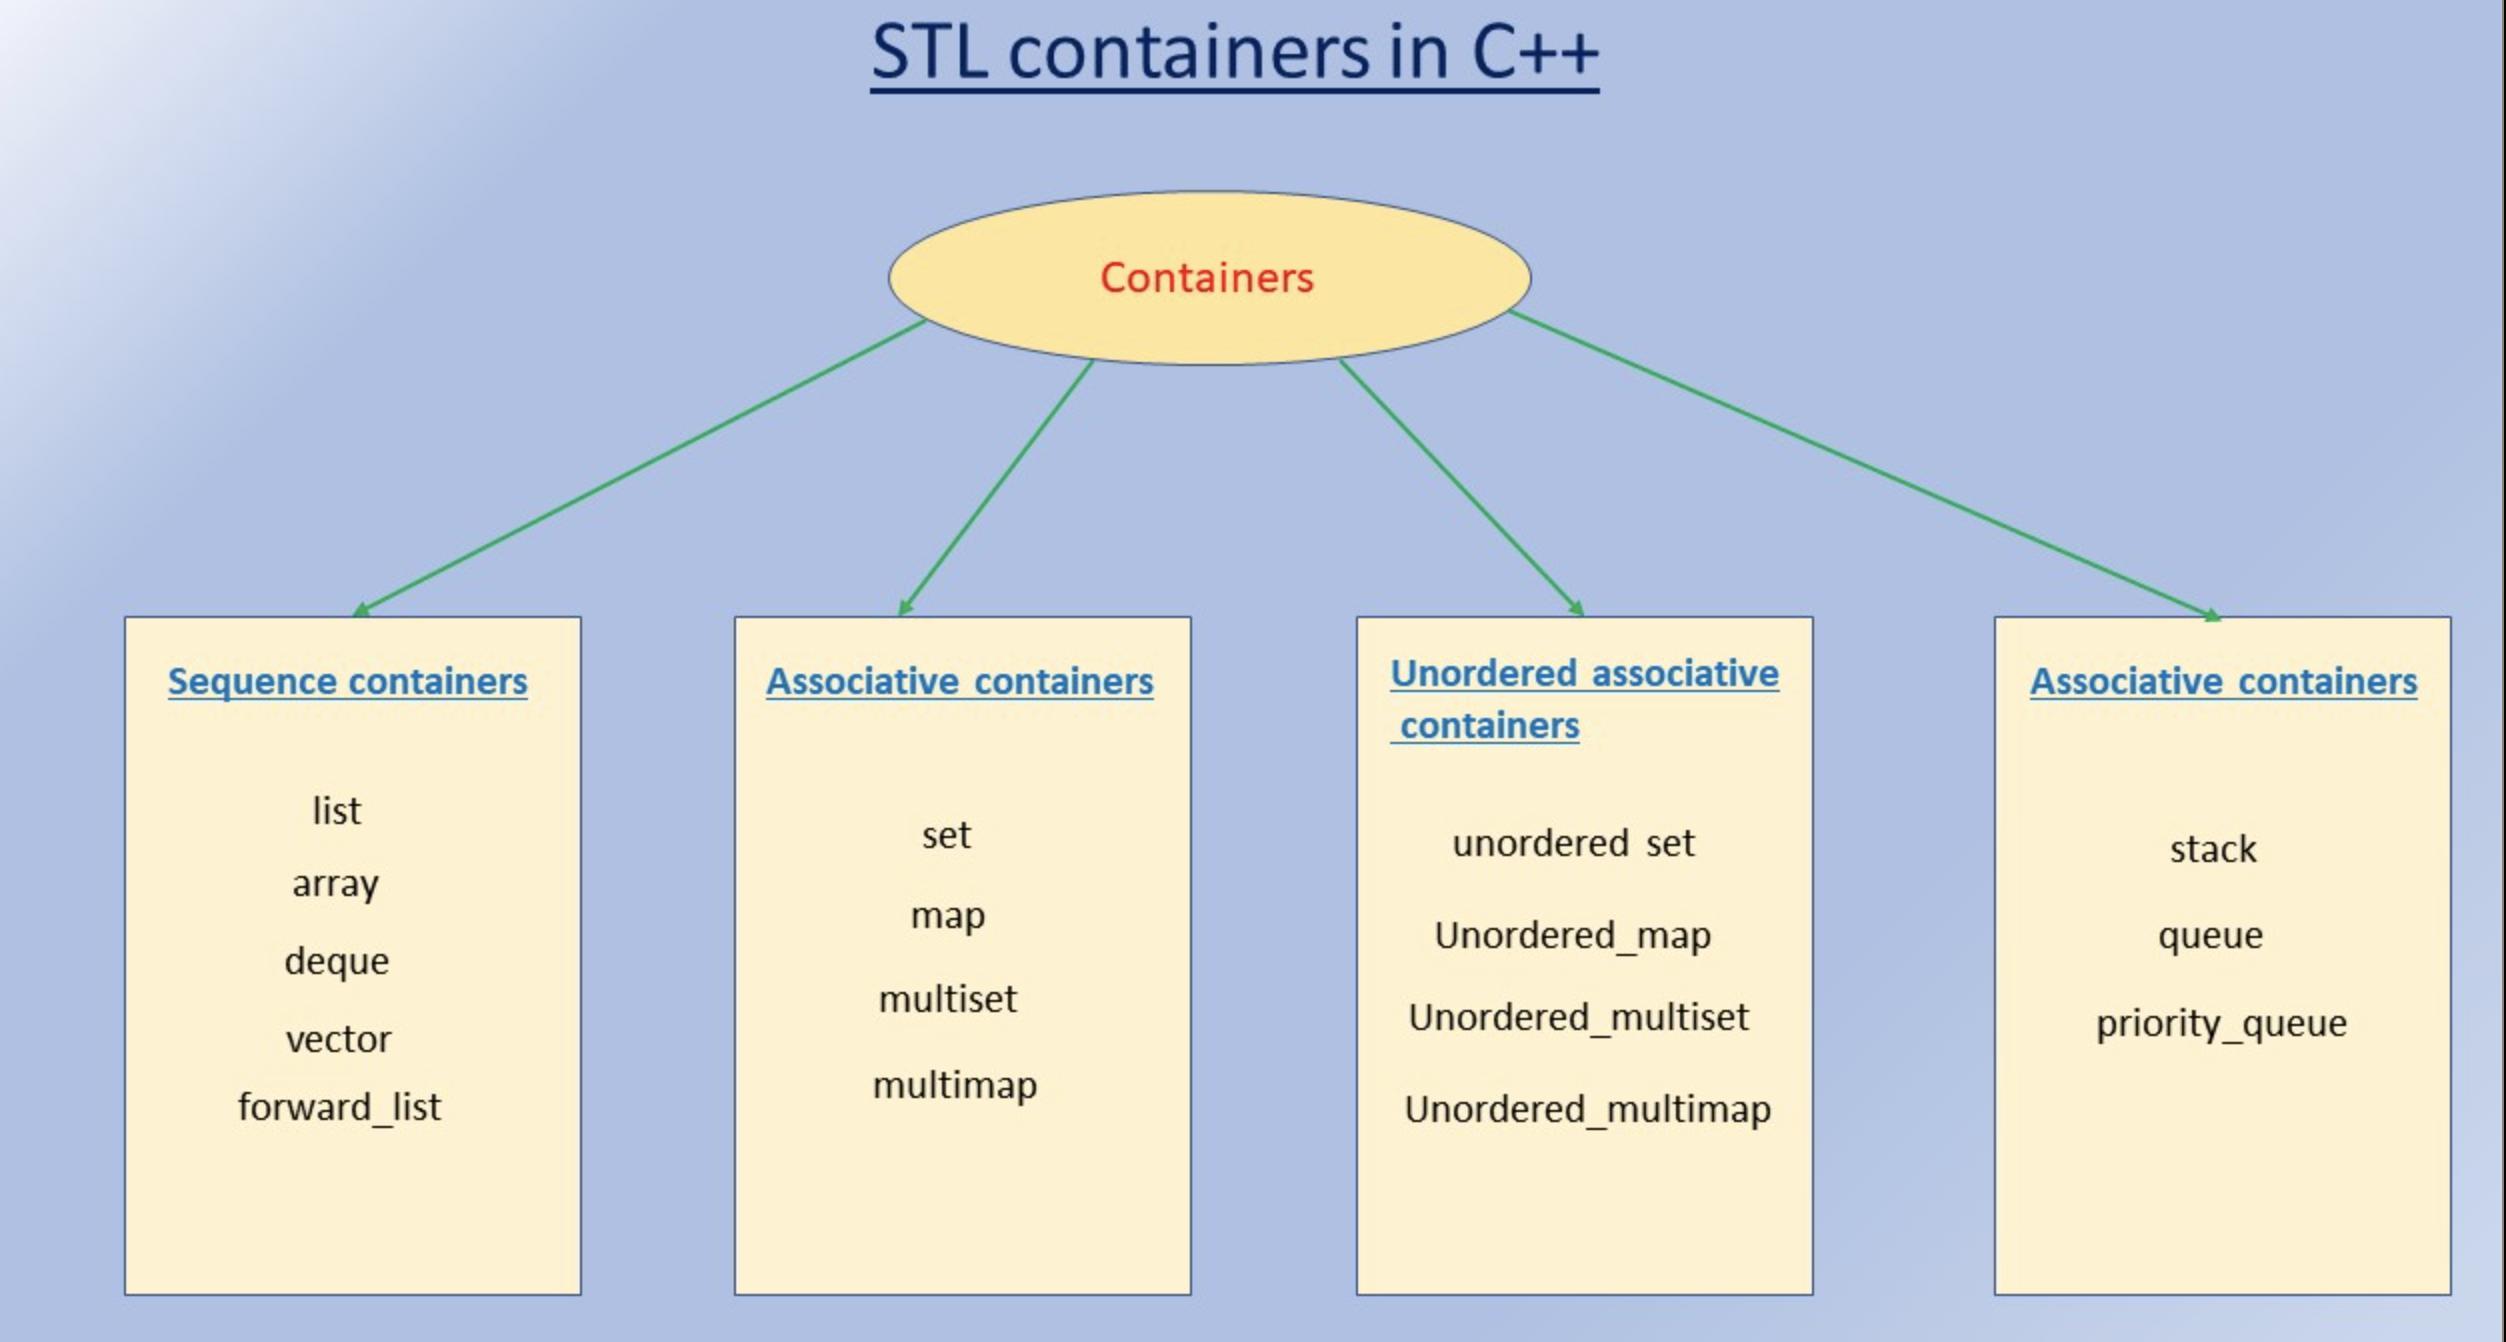 STL containers in C++
Containers
Sequence containers
list
array
deque
vector
forward_list
Associative containers
set
map
multiset
multimap
Unordered associative
containers
unordered set
Unordered_map
Unordered_multiset
Unordered_multimap
Associative containers
stack
queue
priority_queue